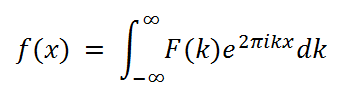 f(x) = ∫_{-∞}^{∞} F(k)e^{2πikx}dk